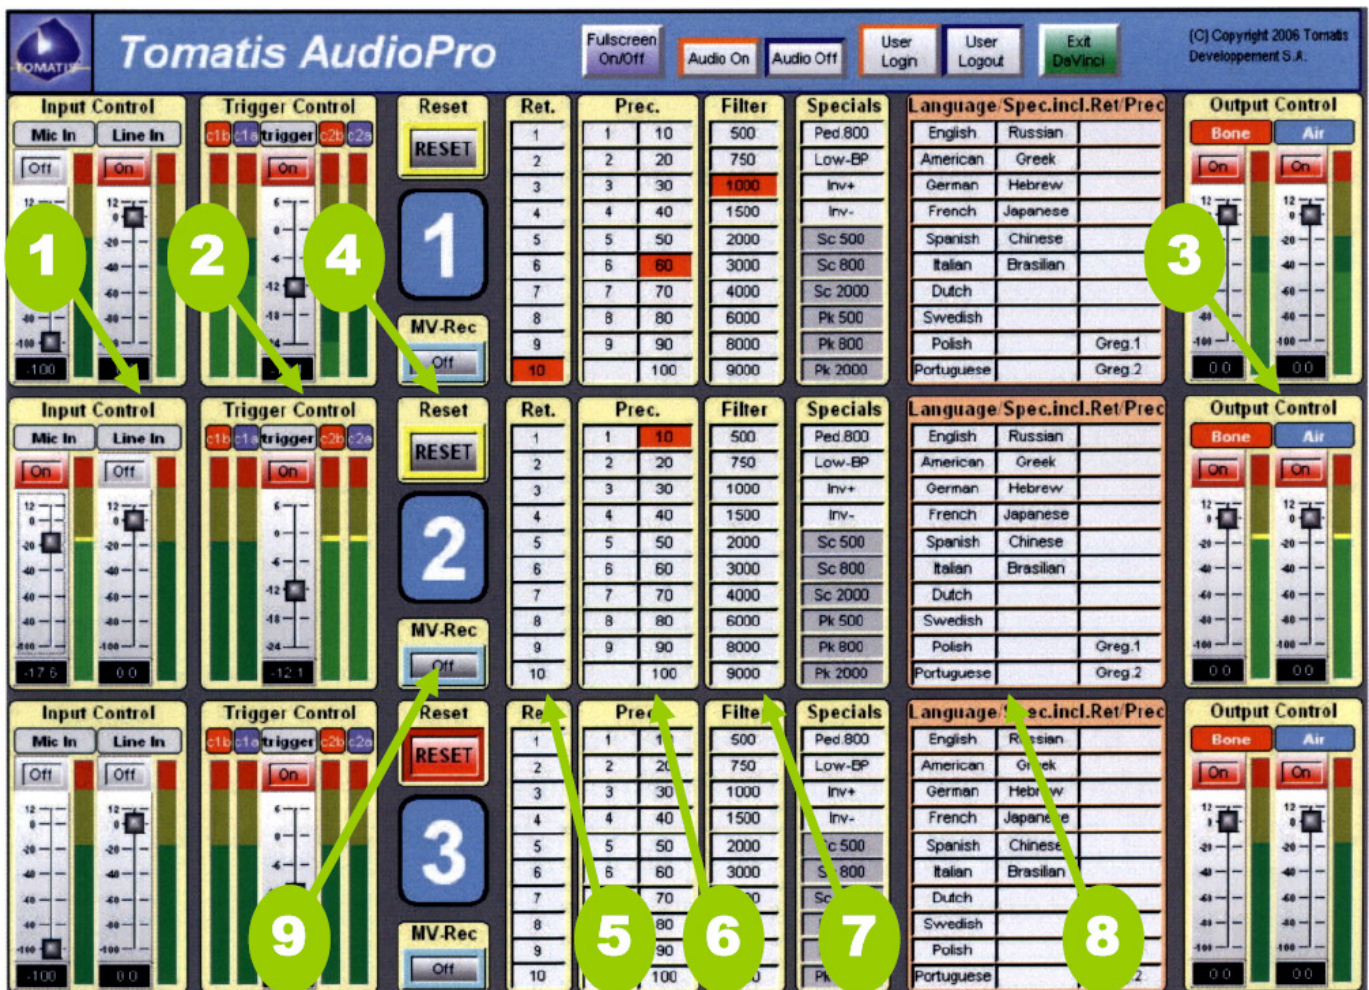 TOMATIS
Tomatis AudioPro
Fullscreen
On/Off
Audio On
Audio Off
User
Login
User
Logout
Exit
DaVinci
(C) Copyright 2006 Tomatis
Developpement S.A.
Input Control Trigger Control Reset Ret. Prec. Filter Specials Language/Spec.incl.Ret/Prec Output Control
Mic In Line In c1b c1a trigger c2b c2a RESET 1 1 10 500 Ped.800 English Russian Bone Air
Off On On 2 2 20 750 Low-BP American Greek On On
3 3 30 1000 Inv+ German Hebrew
4 4 40 1500 Inv- French Japanese
1 2 4 1 5 5 50 2000 Sc 500 Spanish Chinese 3
6 6 60 3000 Sc 800 Italian Brasilian
7 7 70 4000 Sc 2000 Dutch
MV-Rec 8 8 80 6000 Pk 500 Swedish
Off 9 9 90 8000 Pk 800 Polish Greg.1
-100 10 100 9000 Pk 2000 Portuguese Greg.2 0.0 0.0
Input Control Trigger Control Reset Ret. Prec. Filter Specials Language/Spec.incl.Ret/Prec Output Control
Mic In Line In c1b c1a trigger c2b c2a RESET 1 1 10 500 Ped.800 English Russian Bone Air
On Off On 2 2 20 750 Low-BP American Greek On On
3 3 30 1000 Inv+ German Hebrew
4 4 40 1500 Inv- French Japanese
2 5 5 50 2000 Sc 500 Spanish Chinese
6 6 60 3000 Sc 800 Italian Brasilian
7 7 70 4000 Sc 2000 Dutch
MV-Rec 8 8 80 6000 Pk 500 Swedish
Off 9 9 90 8000 Pk 800 Polish Greg.1
-17.6 0.0 -12.1 10 100 9000 Pk 2000 Portuguese Greg.2 0.0 0.0
Input Control Trigger Control Reset Filter Specials Language Spec.incl.Ret/Prec Output Control
Mic In Line In c1b c1a trigger c2b c2a RESET 1 1 500 Ped.800 English Russian Bone Air
Off Off On 2 2 20 750 Low-BP American Greek On On
3 3 30 1000 Inv+ German Hebrew
4 4 40 1500 Inv- French Japanese
3 5 5 50 2000 Sc 500 Spanish Chinese
6 6 60 3000 Italian Brasilian
7 70 Dutch
9 MV-Rec 8 5 80 6 7 Swedish 8
Off 9 90 Polish
-100 0.0 10 100 Portuguese 0.0 0.0